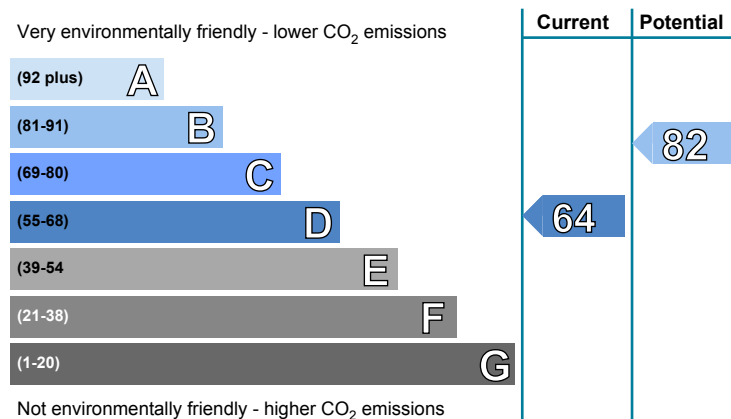 Very environmentally friendly - lower CO₂ emissions
Current
Potential
(92 plus) A
(81-91) B
(69-80) C
(55-68) D
(39-54 E
(21-38) F
(1-20) G
82
64
Not environmentally friendly - higher CO₂ emissions